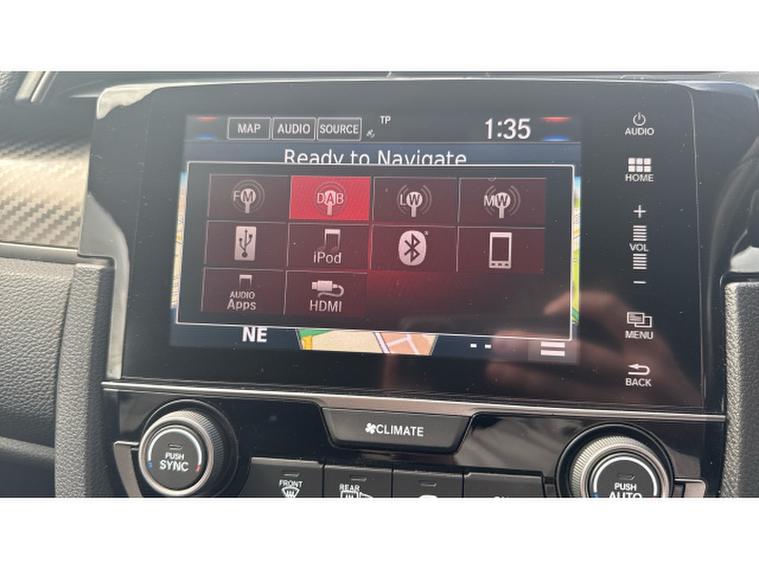 MAP AUDIO SOURCE TP 1:35
AUDIO
Ready to Navigate
HOME
FM DAB LW MW
VOL
iPod
AUDIO
Apps
HDMI
NE
--
MENU
BACK
CLIMATE
PUSH
SYNC
FRONT
REAR
PUSH
AUTO